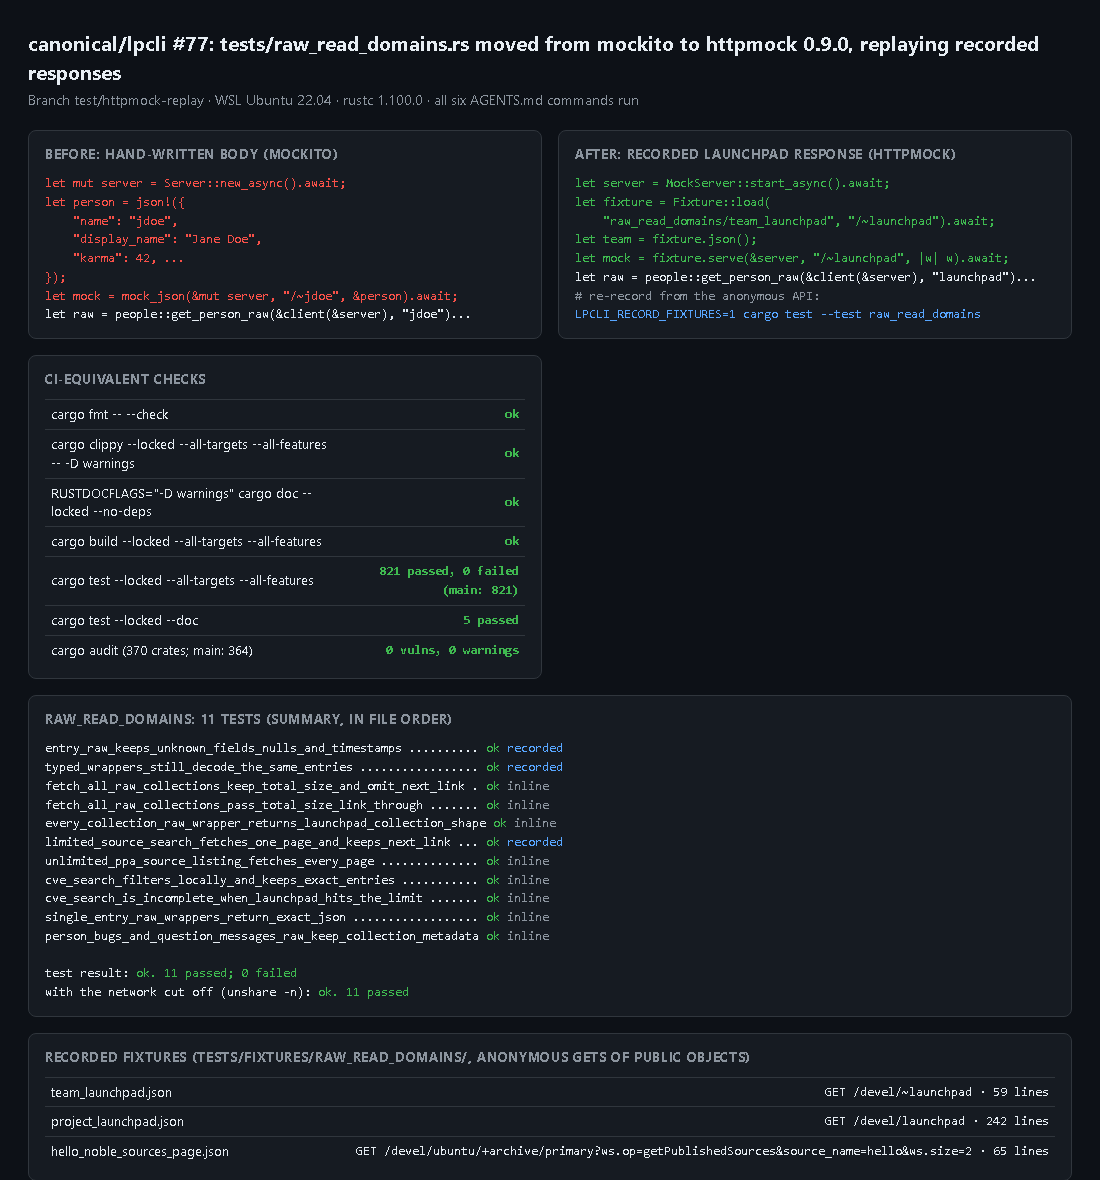 canonical/lpcli #77: tests/raw_read_domains.rs moved from mockito to httpmock 0.9.0, replaying recorded
responses
Branch test/httpmock-replay · WSL Ubuntu 22.04 · rustc 1.100.0 · all six AGENTS.md commands run
BEFORE: HAND-WRITTEN BODY (MOCKITO)
let mut server = Server::new_async().await;
let person = json!({
    "name": "jdoe",
    "display_name": "Jane Doe",
    "karma": 42, ...
});
let mock = mock_json(&mut server, "/~jdoe", &person).await;
let raw = people::get_person_raw(&client(&server), "jdoe")...
AFTER: RECORDED LAUNCHPAD RESPONSE (HTTPMOCK)
let server = MockServer::start_async().await;
let fixture = Fixture::load(
    "raw_read_domains/team_launchpad", "/~launchpad").await;
let team = fixture.json();
let mock = fixture.serve(&server, "/~launchpad", |w| w).await;
let raw = people::get_person_raw(&client(&server), "launchpad")...
# re-record from the anonymous API:
LPCLI_RECORD_FIXTURES=1 cargo test --test raw_read_domains
CI-EQUIVALENT CHECKS
cargo fmt -- --check ok
cargo clippy --locked --all-targets --all-features
-- -D warnings ok
RUSTDOCFLAGS="-D warnings" cargo doc --
locked --no-deps ok
cargo build --locked --all-targets --all-features ok
cargo test --locked --all-targets --all-features 821 passed, 0 failed
(main: 821)
cargo test --locked --doc 5 passed
cargo audit (370 crates; main: 364) 0 vulns, 0 warnings
RAW_READ_DOMAINS: 11 TESTS (SUMMARY, IN FILE ORDER)
entry_raw_keeps_unknown_fields_nulls_and_timestamps .......... ok recorded
typed_wrappers_still_decode_the_same_entries ................. ok recorded
fetch_all_raw_collections_keep_total_size_and_omit_next_link . ok inline
fetch_all_raw_collections_pass_total_size_link_through ....... ok inline
every_collection_raw_wrapper_returns_launchpad_collection_shape ok inline
limited_source_search_fetches_one_page_and_keeps_next_link ... ok recorded
unlimited_ppa_source_listing_fetches_every_page .............. ok inline
cve_search_filters_locally_and_keeps_exact_entries ........... ok inline
cve_search_is_incomplete_when_launchpad_hits_the_limit ....... ok inline
single_entry_raw_wrappers_return_exact_json .................. ok inline
person_bugs_and_question_messages_raw_keep_collection_metadata ok inline
test result: ok. 11 passed; 0 failed
with the network cut off (unshare -n): ok. 11 passed
RECORDED FIXTURES (TESTS/FIXTURES/RAW_READ_DOMAINS/, ANONYMOUS GETS OF PUBLIC OBJECTS)
team_launchpad.json GET /devel/~launchpad · 59 lines
project_launchpad.json GET /devel/launchpad · 242 lines
hello_noble_sources_page.json GET /devel/ubuntu/+archive/primary?ws.op=getPublishedSources&source_name=hello&ws.size=2 · 65 lines